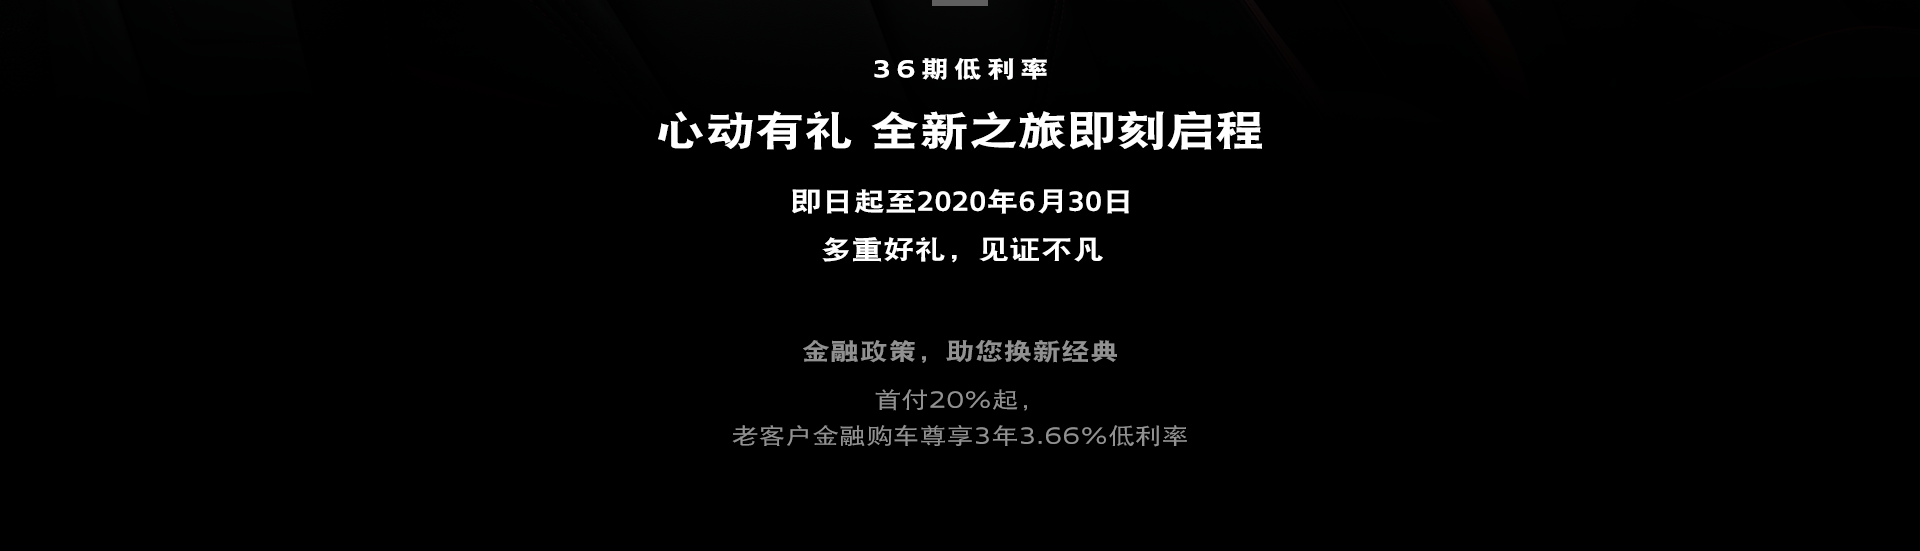 36期低利率
心动有礼 全新之旅即刻启程
即日起至2020年6月30日
多重好礼，见证不凡
金融政策，助您换新经典
首付20%起，
老客户金融购车尊享3年3.66%低利率